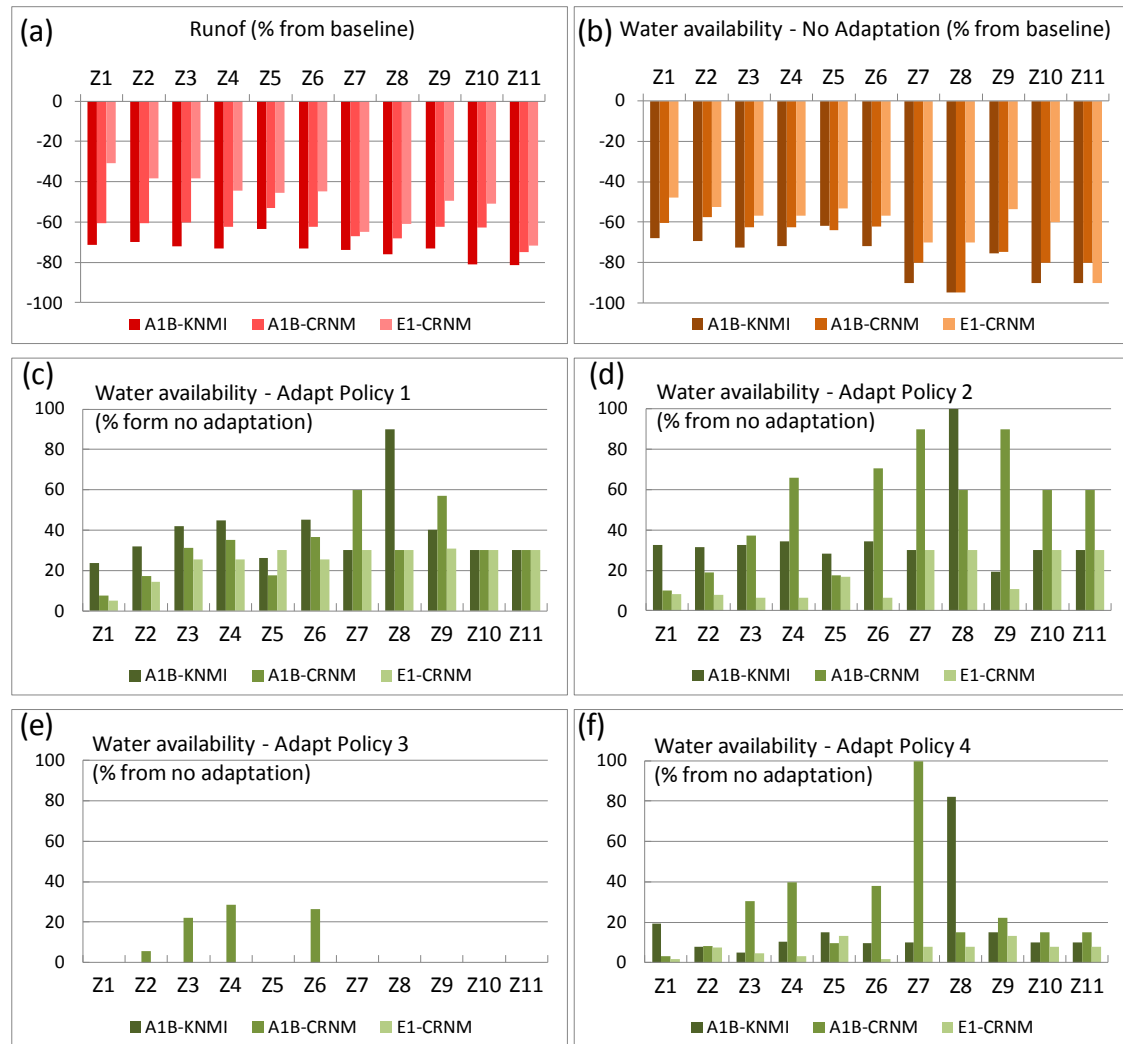 (a) Runof (% from baseline)
Z1 Z2 Z3 Z4 Z5 Z6 Z7 Z8 Z9 Z10 Z11
0
-20
-40
-60
-80
-100
A1B-KNMI A1B-CRNM E1-CRNM
(b) Water availability - No Adaptation (% from baseline)
Z1 Z2 Z3 Z4 Z5 Z6 Z7 Z8 Z9 Z10 Z11
0
-20
-40
-60
-80
-100
A1B-KNMI A1B-CRNM E1-CRNM
(c) Water availability - Adapt Policy 1
(% form no adaptation)
100
80
60
40
20
0
Z1 Z2 Z3 Z4 Z5 Z6 Z7 Z8 Z9 Z10 Z11
A1B-KNMI A1B-CRNM E1-CRNM
(d) Water availability - Adapt Policy 2
(% from no adaptation)
100
80
60
40
20
0
Z1 Z2 Z3 Z4 Z5 Z6 Z7 Z8 Z9 Z10 Z11
A1B-KNMI A1B-CRNM E1-CRNM
(e) Water availability - Adapt Policy 3
(% from no adaptation)
100
80
60
40
20
0
Z1 Z2 Z3 Z4 Z5 Z6 Z7 Z8 Z9 Z10 Z11
A1B-KNMI A1B-CRNM E1-CRNM
(f) Water availability - Adapt Policy 4
(% from no adaptation)
100
80
60
40
20
0
Z1 Z2 Z3 Z4 Z5 Z6 Z7 Z8 Z9 Z10 Z11
A1B-KNMI A1B-CRNM E1-CRNM